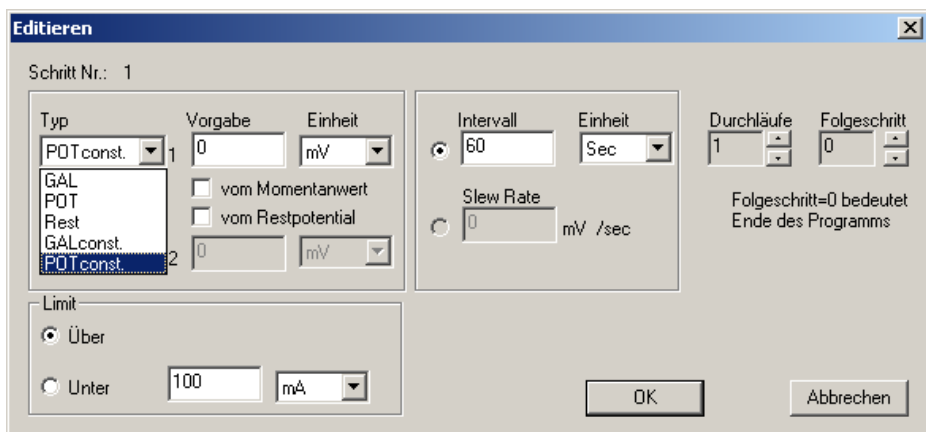 Editieren
Schritt Nr.: 1
Typ Vorgabe Einheit
POTconst. 1 0 mV
GAL
POT
Rest
GALconst.
POTconst.
vom Momentanwert
vom Restpotential
2 0 mV
Intervall Einheit
60 Sec
Slew Rate
0 mV /sec
Durchläufe Folgeschritt
1 0
Folgeschritt=0 bedeutet
Ende des Programms
Limit
Über
Unter 100 mA
OK Abbrechen